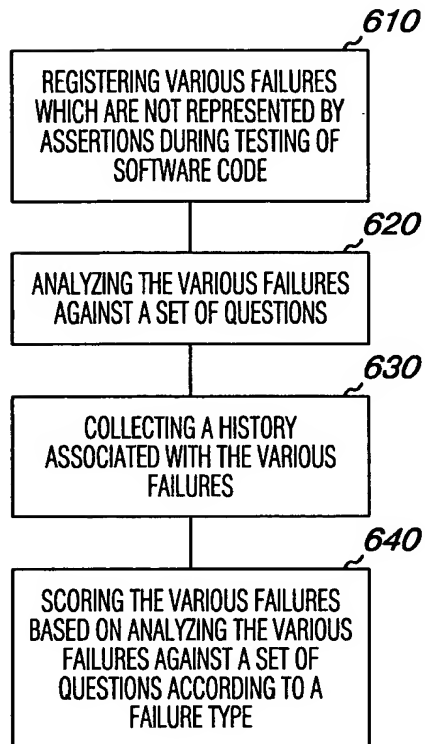 610
REGISTERING VARIOUS FAILURES
WHICH ARE NOT REPRESENTED BY
ASSERTIONS DURING TESTING OF
SOFTWARE CODE
620
ANALYZING THE VARIOUS FAILURES
AGAINST A SET OF QUESTIONS
630
COLLECTING A HISTORY
ASSOCIATED WITH THE VARIOUS
FAILURES
640
SCORING THE VARIOUS FAILURES
BASED ON ANALYZING THE VARIOUS
FAILURES AGAINST A SET OF
QUESTIONS ACCORDING TO A
FAILURE TYPE